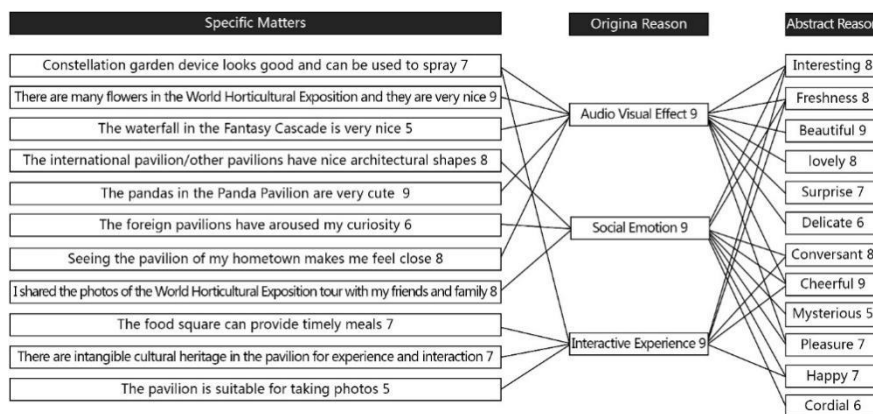 Specific Matters
Constellation garden device looks good and can be used to spray 7
There are many flowers in the World Horticultural Exposition and they are very nice 9
The waterfall in the Fantasy Cascade is very nice 5
The international pavilion/other pavilions have nice architectural shapes 8
The pandas in the Panda Pavilion are very cute 9
The foreign pavilions have aroused my curiosity 6
Seeing the pavilion of my hometown makes me feel close 8
I shared the photos of the World Horticultural Exposition tour with my friends and family 8
The food square can provide timely meals 7
There are intangible cultural heritage in the pavilion for experience and interaction 7
The pavilion is suitable for taking photos 5
Origina Reason
Audio Visual Effect 9
Social Emotion 9
Interactive Experience 9
Abstract Reason
Interesting 8
Freshness 8
Beautiful 9
lovely 8
Surprise 7
Delicate 6
Conversant 8
Cheerful 9
Mysterious 5
Pleasure 7
Happy 7
Cordial 6